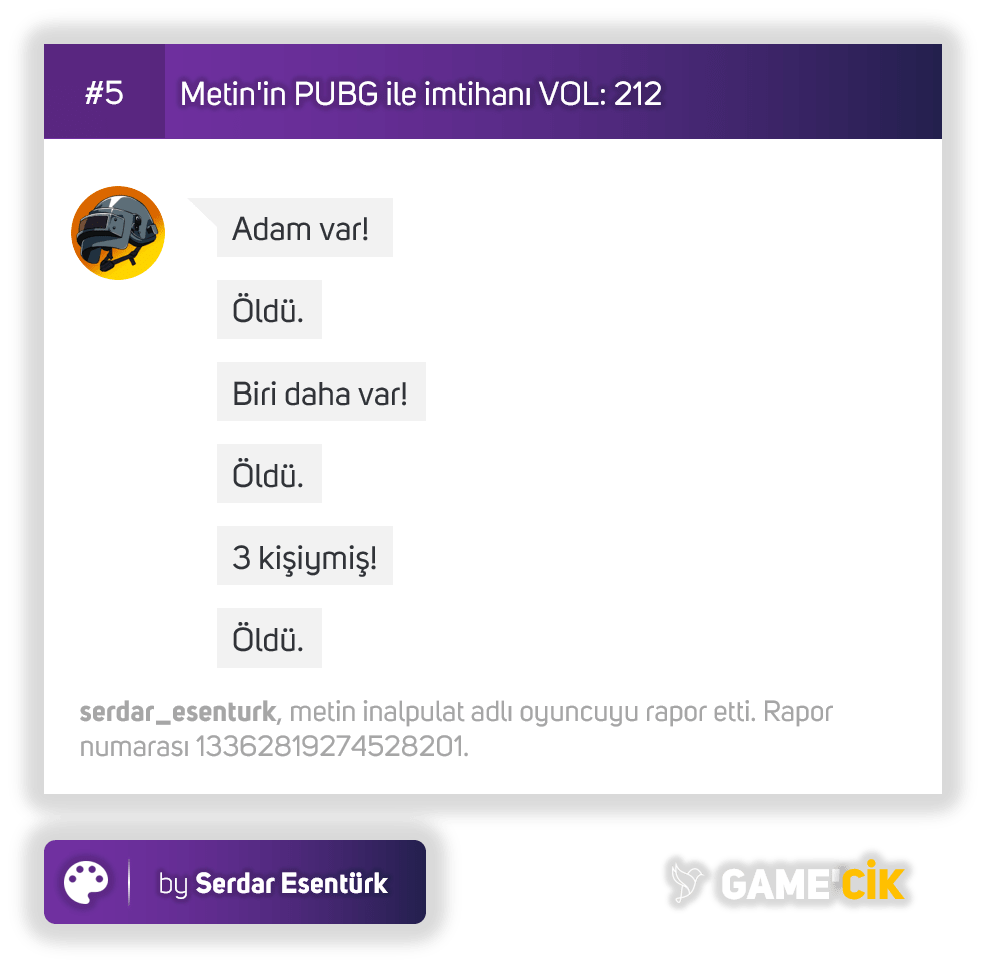 #5
Metin'in PUBG ile imtihanı VOL: 212
Adam var!
Öldü.
Biri daha var!
Öldü.
3 kişiymiş!
Öldü.
serdar_esenturk, metin inalpulat adlı oyuncuyu rapor etti. Rapor
numarası 13362819274528201.
by Serdar Esentürk
GAME'CİK